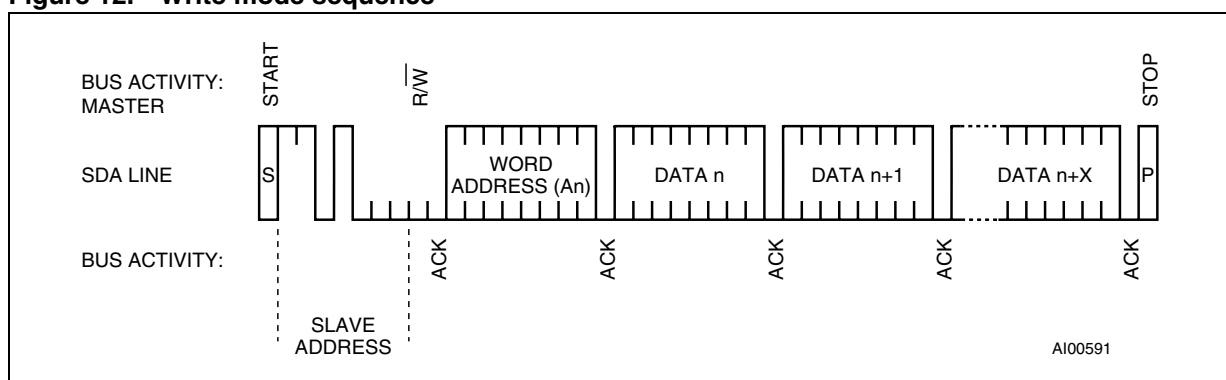 Figure 12. Write mode sequence
BUS ACTIVITY:
MASTER
START
R/W
STOP
SDA LINE
S
WORD
ADDRESS (An)
DATA n
DATA n+1
DATA n+X
P
BUS ACTIVITY:
ACK
ACK
ACK
ACK
ACK
SLAVE
ADDRESS
AI00591